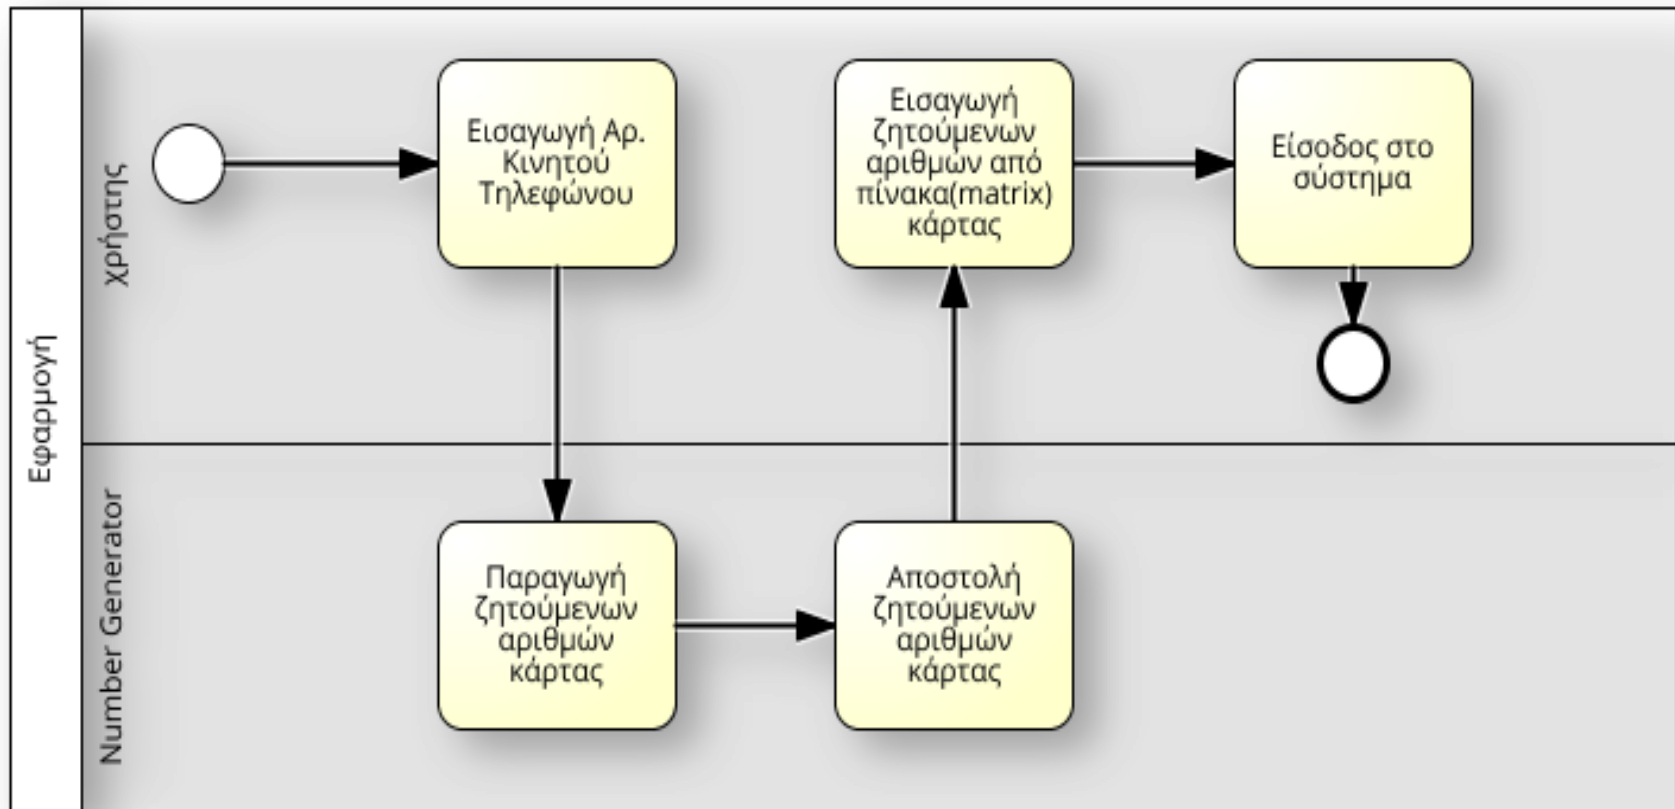 Εφαρμογή
χρήστης
Εισαγωγή Αρ.
Κινητού
Τηλεφώνου
Εισαγωγή
ζητούμενων
αριθμών από
πίνακα(matrix)
κάρτας
Είσοδος στο
σύστημα
Number Generator
Παραγωγή
ζητούμενων
αριθμών
κάρτας
Αποστολή
ζητούμενων
αριθμών
κάρτας